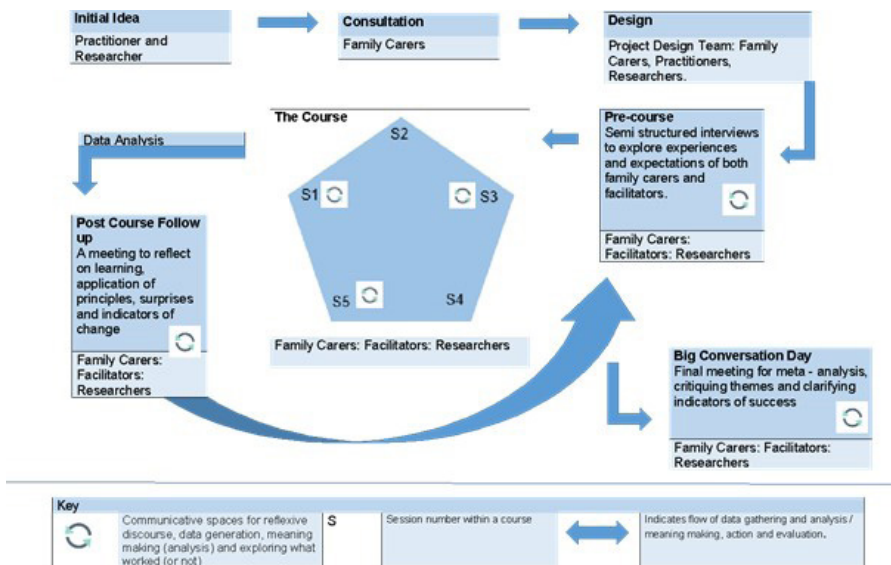 Initial Idea
Practitioner and
Researcher
Consultation
Family Carers
Design
Project Design Team: Family
Carers, Practitioners,
Researchers.
Pre-course
Semi structured interviews
to explore experiences
and expectations of both
family carers and
facilitators.
Family Carers:
Facilitators: Researchers
The Course
S1
S2
S3
S4
S5
Family Carers: Facilitators: Researchers
Data Analysis
Post Course Follow
up
A meeting to reflect
on learning,
application of
principles, surprises
and indicators of
change
Family Carers:
Facilitators:
Researchers
Big Conversation Day
Final meeting for meta - analysis,
critiquing themes and clarifying
indicators of success
Family Carers: Facilitators:
Researchers
Key
Communicative spaces for reflexive
discourse, data generation, meaning
making (analysis) and exploring what
worked (or not)
S
Session number within a course
Indicates flow of data gathering and analysis /
meaning making, action and evaluation.